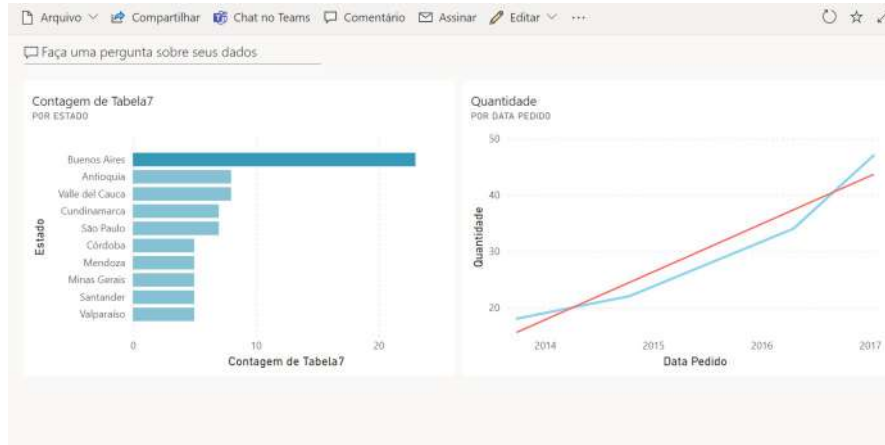 Arquivo Compartilhar Chat no Teams Comentário Assinar Editar ...
Faça uma pergunta sobre seus dados
Contagem de Tabela7
POR ESTADO
Estado
Buenos Aires
Antioquia
Valle del Cauca
Cundinamarca
São Paulo
Córdoba
Mendoza
Minas Gerais
Santander
Valparaíso
0 10 20
Contagem de Tabela7
Quantidade
POR DATA PEDIDO
Quantidade
50
40
30
20
2014 2015 2016 2017
Data Pedido